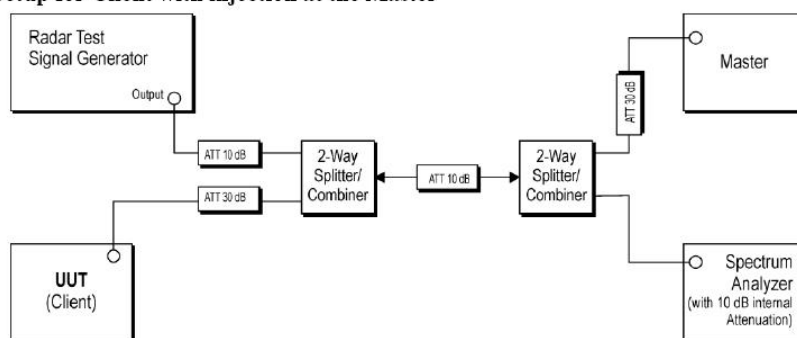 Setup for Client with injection at the Master
Radar Test
Signal Generator
Output
ATT 10 dB
ATT 30 dB
2-Way
Splitter/
Combiner
ATT 10 dB
2-Way
Splitter/
Combiner
ATT 30 dB
Master
UUT
(Client)
Spectrum
Analyzer
(with 10 dB internal
Attenuation)